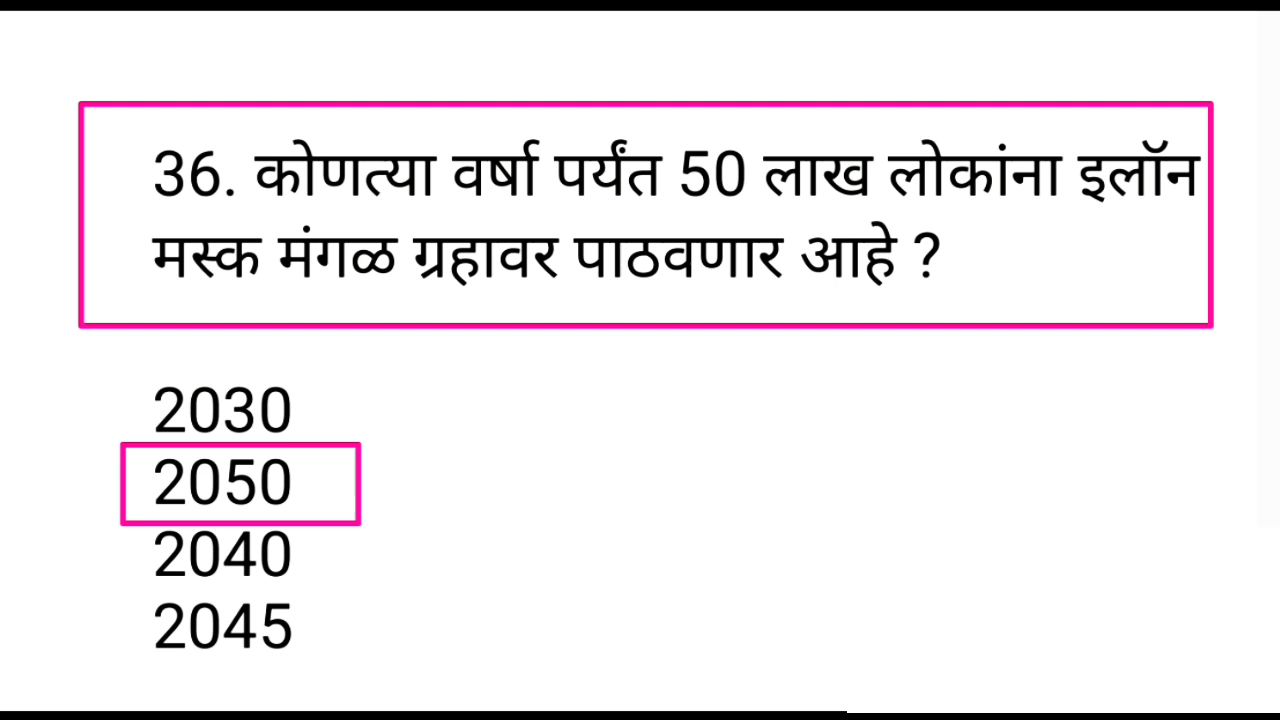 36. कोणत्या वर्षा पर्यंत 50 लाख लोकांना इलॉन
मस्क मंगळ ग्रहावर पाठवणार आहे ?
2030
2050
2040
2045